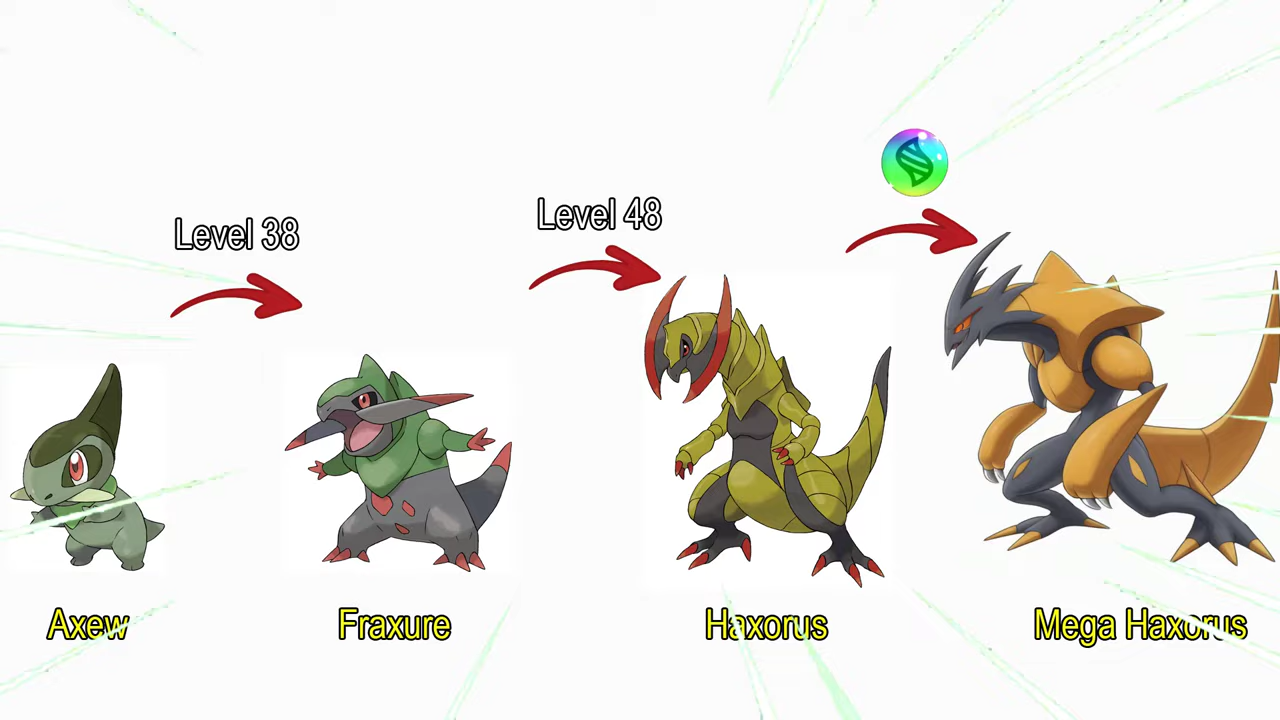 Level 38
Level 48
Axew
Fraxure
Haxorus
Mega Haxorus